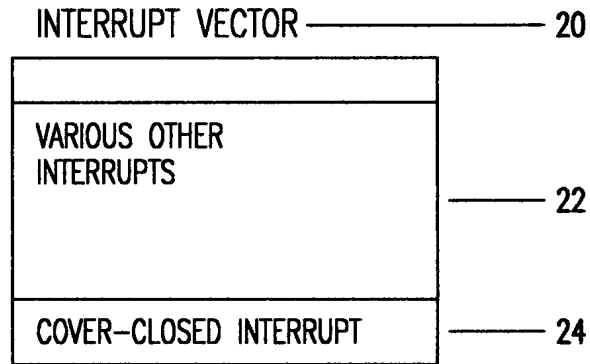 INTERRUPT VECTOR 20
VARIOUS OTHER
INTERRUPTS
22
COVER-CLOSED INTERRUPT 24